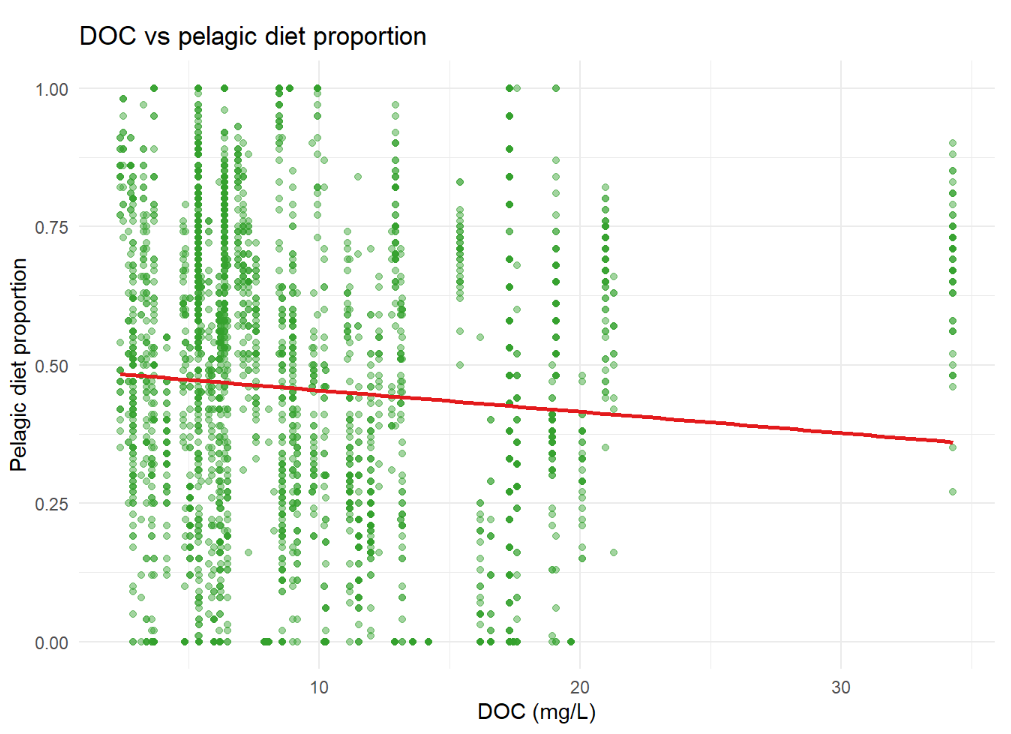 DOC vs pelagic diet proportion
1.00
0.75
0.50
0.25
0.00
Pelagic diet proportion
10 20 30
DOC (mg/L)